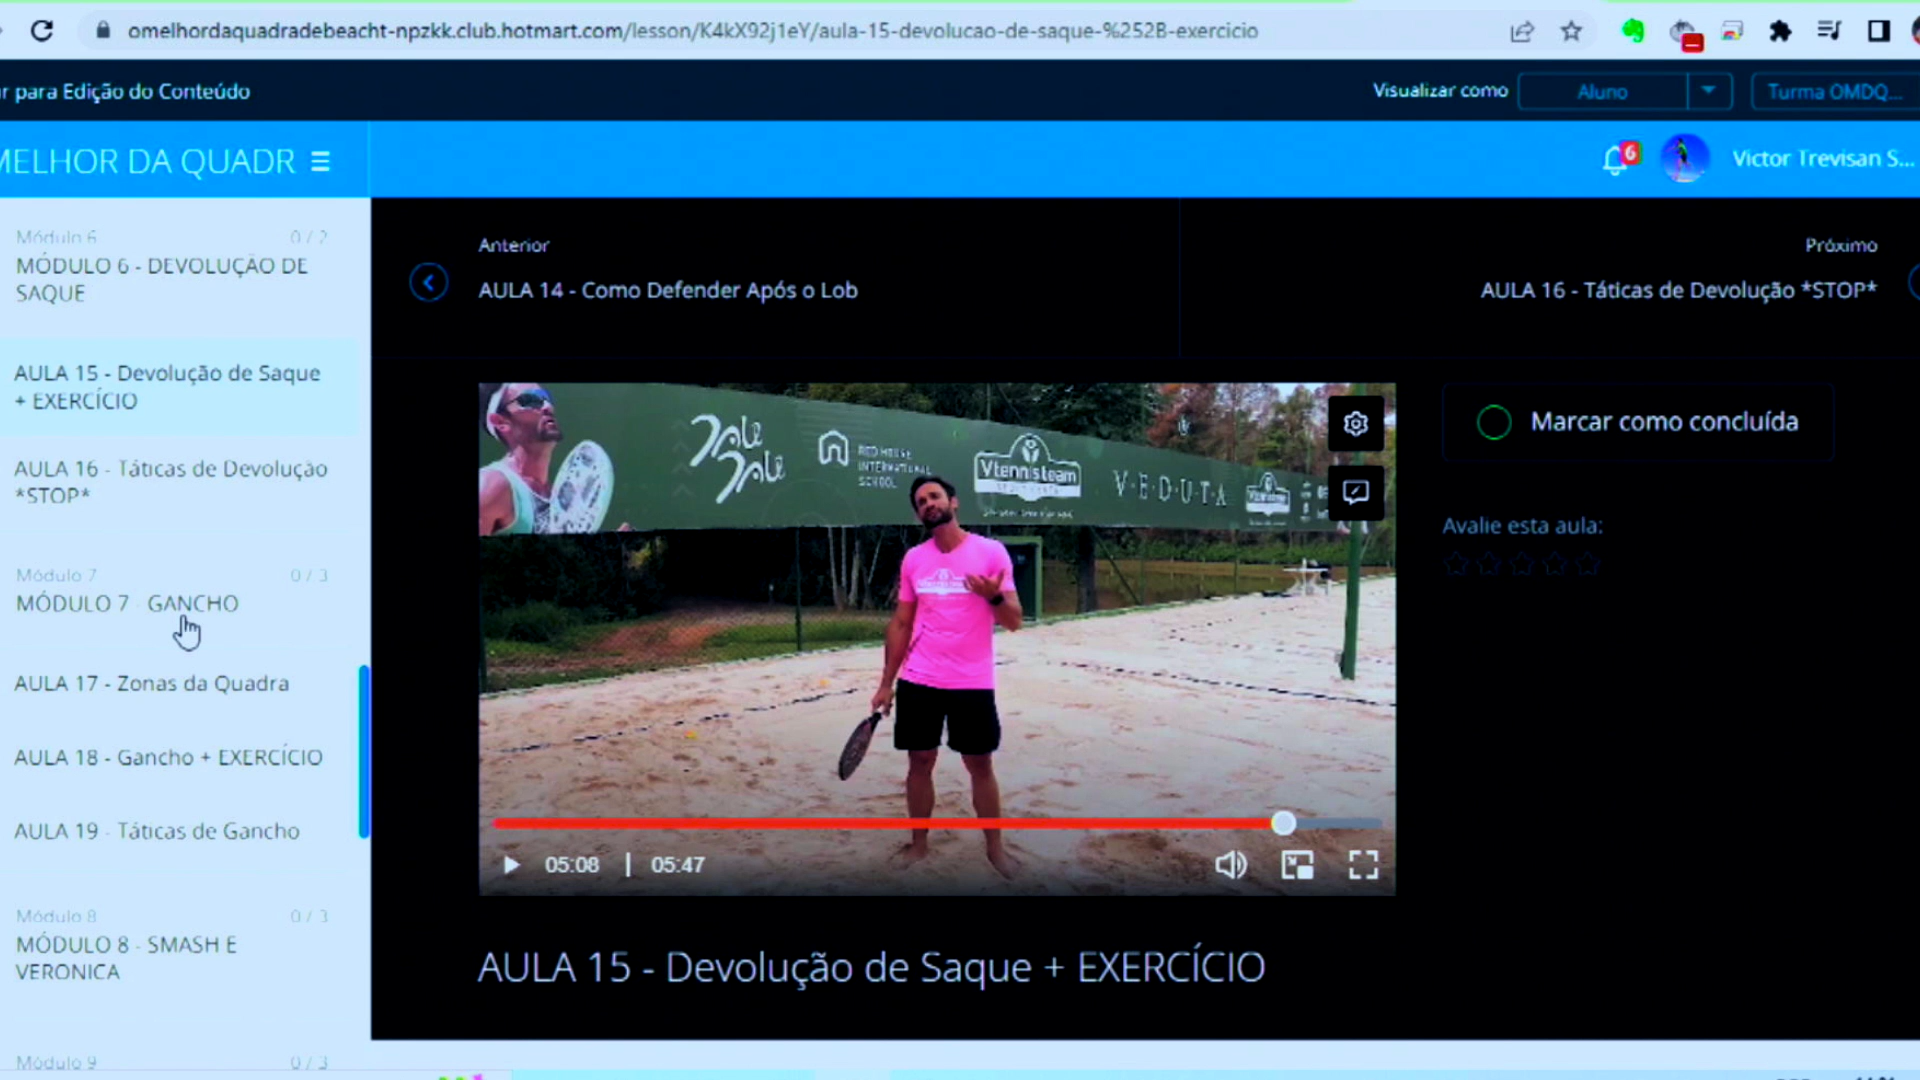 omelhordaquadradebeacht-npzkk.club.hotmart.com/lesson/K4kX92j1eY/aula-15-devolucao-de-saque-%252B-exercicio
r para Edição do Conteúdo
Visualizar como
Aluno
Turma OMDQ...
MELHOR DA QUADR
6
Victor Trevisan S...
Módulo 6
0 / 2
MÓDULO 6 - DEVOLUÇÃO DE
SAQUE
AULA 15 - Devolução de Saque
+ EXERCÍCIO
AULA 16 - Táticas de Devolução
*STOP*
Módulo 7
0 / 3
MÓDULO 7 - GANCHO
AULA 17 - Zonas da Quadra
AULA 18 - Gancho + EXERCÍCIO
AULA 19 - Táticas de Gancho
Módulo 8
0 / 3
MÓDULO 8 - SMASH E
VERONICA
Módulo 9
0 / 3
Anterior
AULA 14 - Como Defender Após o Lob
Próximo
AULA 16 - Táticas de Devolução *STOP*
RED HOUSE
INTERNATIONAL
SCHOOL
Vtennisteam
V·E·D·U·T·A
05:08 | 05:47
Marcar como concluída
Avalie esta aula:
AULA 15 - Devolução de Saque + EXERCÍCIO